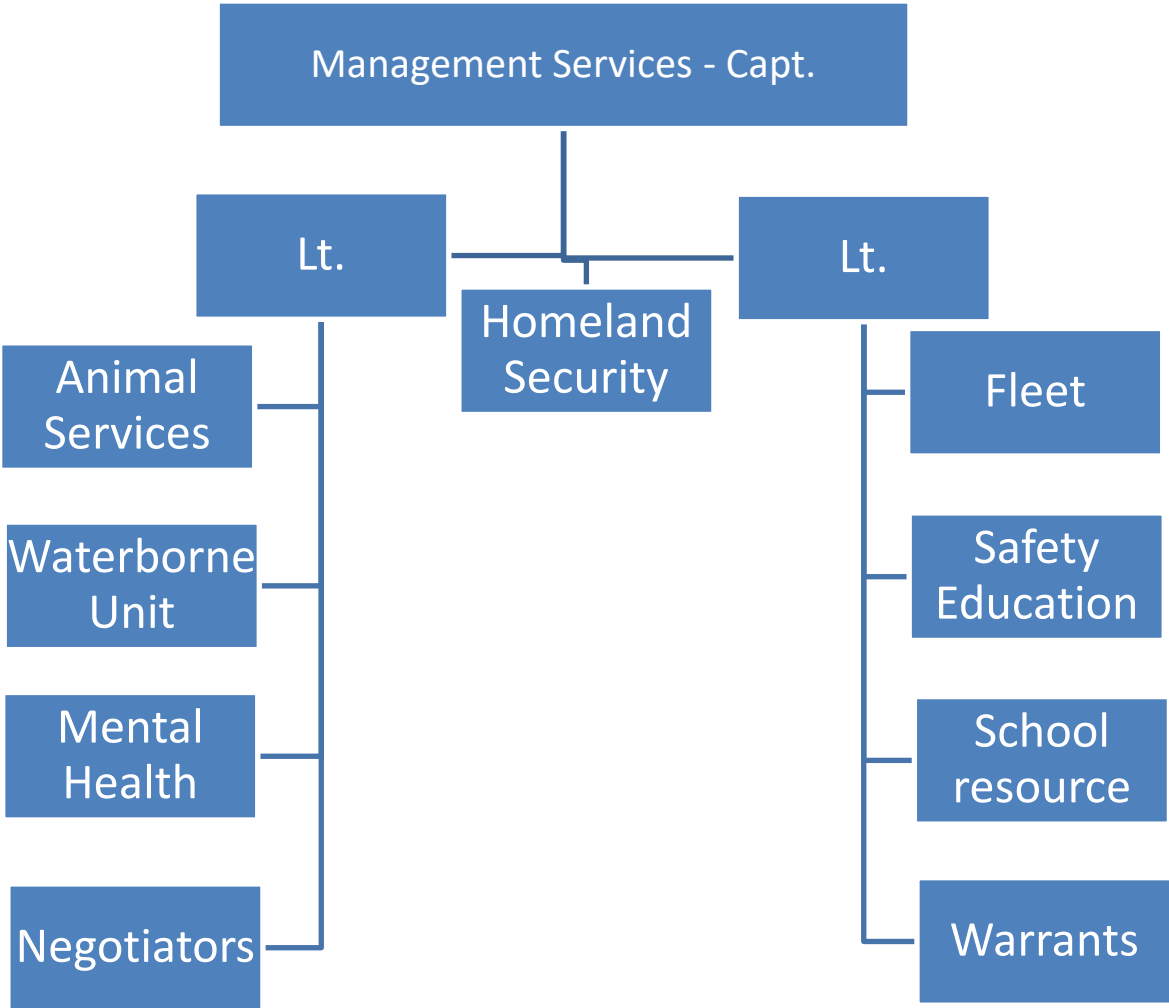 Management Services - Capt.
Lt.
Lt.
Homeland
Security
Animal
Services
Waterborne
Unit
Mental
Health
Negotiators
Fleet
Safety
Education
School
resource
Warrants